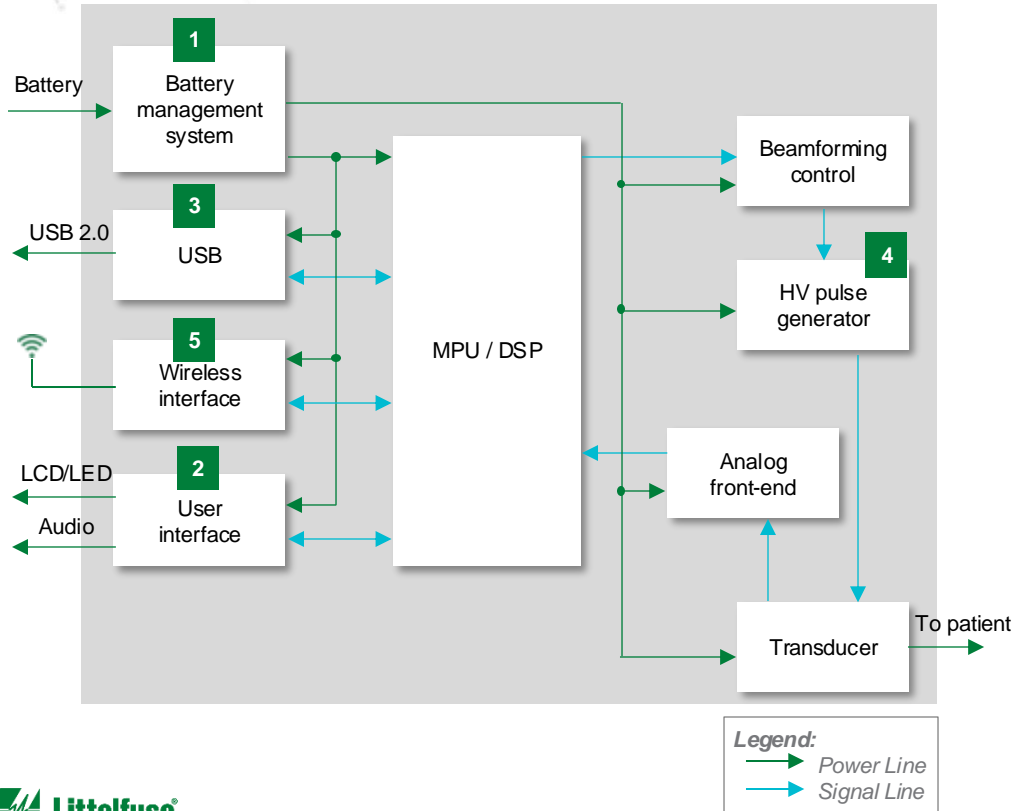 1
Battery
Battery
management
system
3
USB 2.0
USB
5
Wireless
interface
2
LCD/LED
User
interface
Audio
MPU / DSP
Beamforming
control
4
HV pulse
generator
Analog
front-end
Transducer
To patient
Legend:
Power Line
Signal Line
Littelfuse®